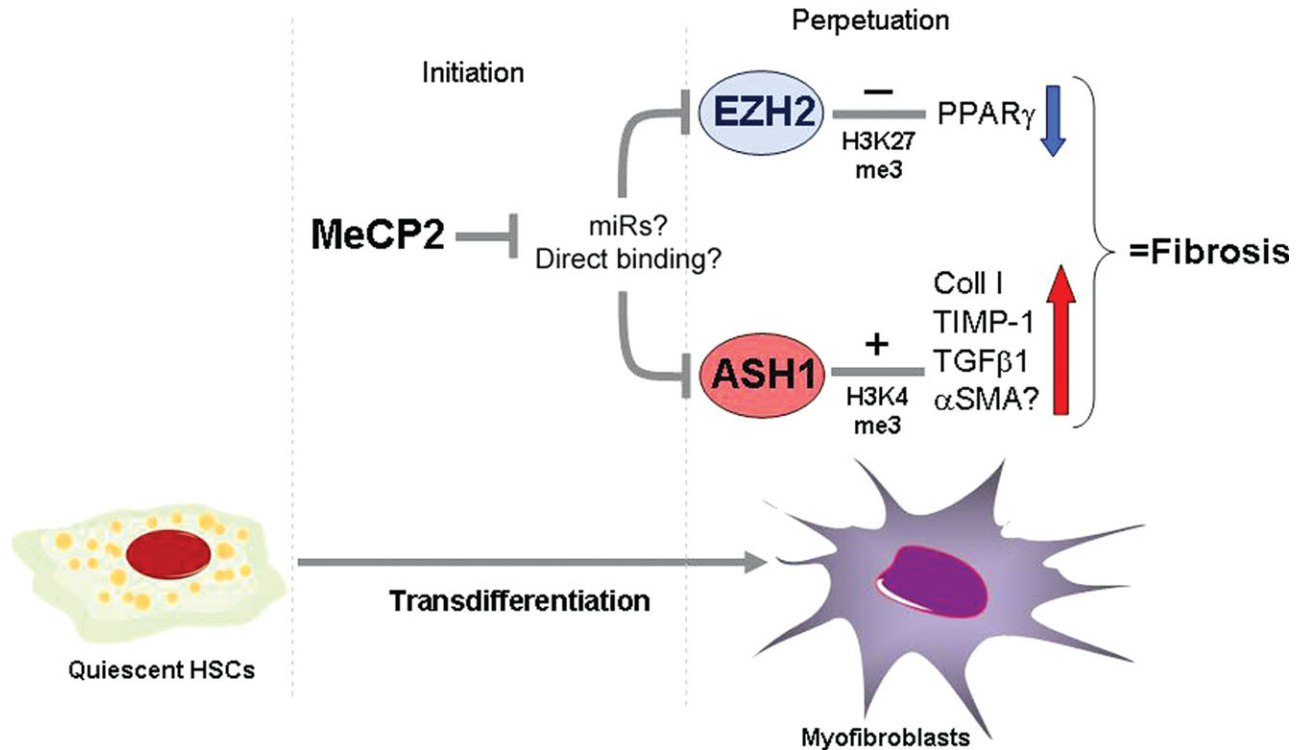 Perpetuation
Initiation
EZH2
−
H3K27
me3
PPARγ
MeCP2
miRs?
Direct binding?
=Fibrosis
ASH1
+
H3K4
me3
Coll I
TIMP-1
TGFβ1
αSMA?
Transdifferentiation
Quiescent HSCs
Myofibroblasts